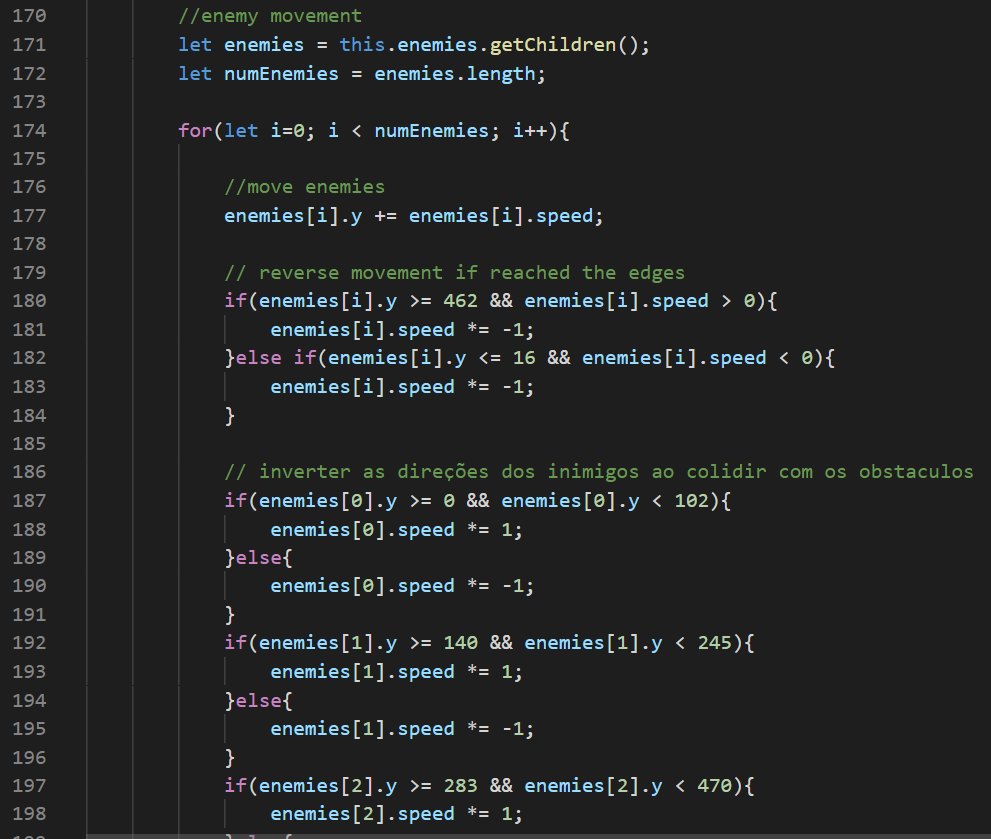 170 //enemy movement
171 let enemies = this.enemies.getChildren();
172 let numEnemies = enemies.length;
173
174 for(let i=0; i < numEnemies; i++){
175
176 //move enemies
177 enemies[i].y += enemies[i].speed;
178
179 // reverse movement if reached the edges
180 if(enemies[i].y >= 462 && enemies[i].speed > 0){
181 enemies[i].speed *= -1;
182 }else if(enemies[i].y <= 16 && enemies[i].speed < 0){
183 enemies[i].speed *= -1;
184 }
185
186 // inverter as direções dos inimigos ao colidir com os obstaculos
187 if(enemies[0].y >= 0 && enemies[0].y < 102){
188 enemies[0].speed *= 1;
189 }else{
190 enemies[0].speed *= -1;
191 }
192 if(enemies[1].y >= 140 && enemies[1].y < 245){
193 enemies[1].speed *= 1;
194 }else{
195 enemies[1].speed *= -1;
196 }
197 if(enemies[2].y >= 283 && enemies[2].y < 470){
198 enemies[2].speed *= 1;